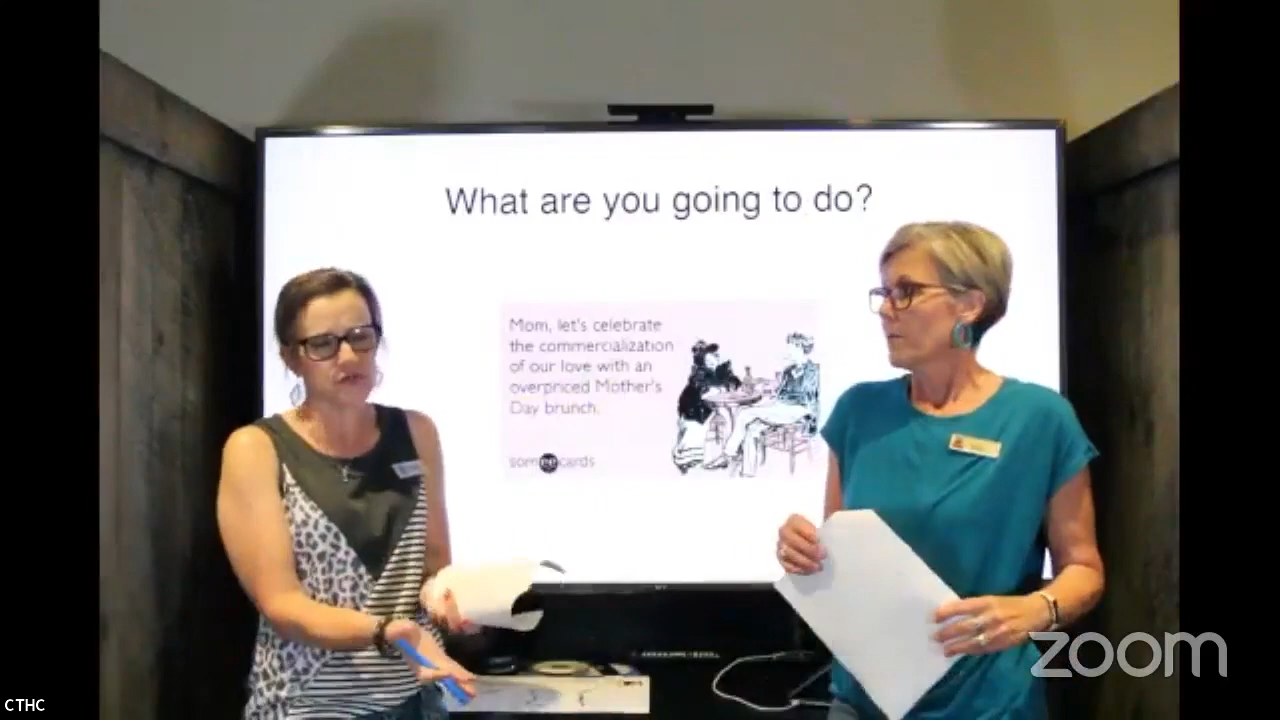 What are you going to do?
Mom, let's celebrate
the commercialization
of our love with an
overpriced Mother's
Day brunch.
someecards
zoom
CTHC